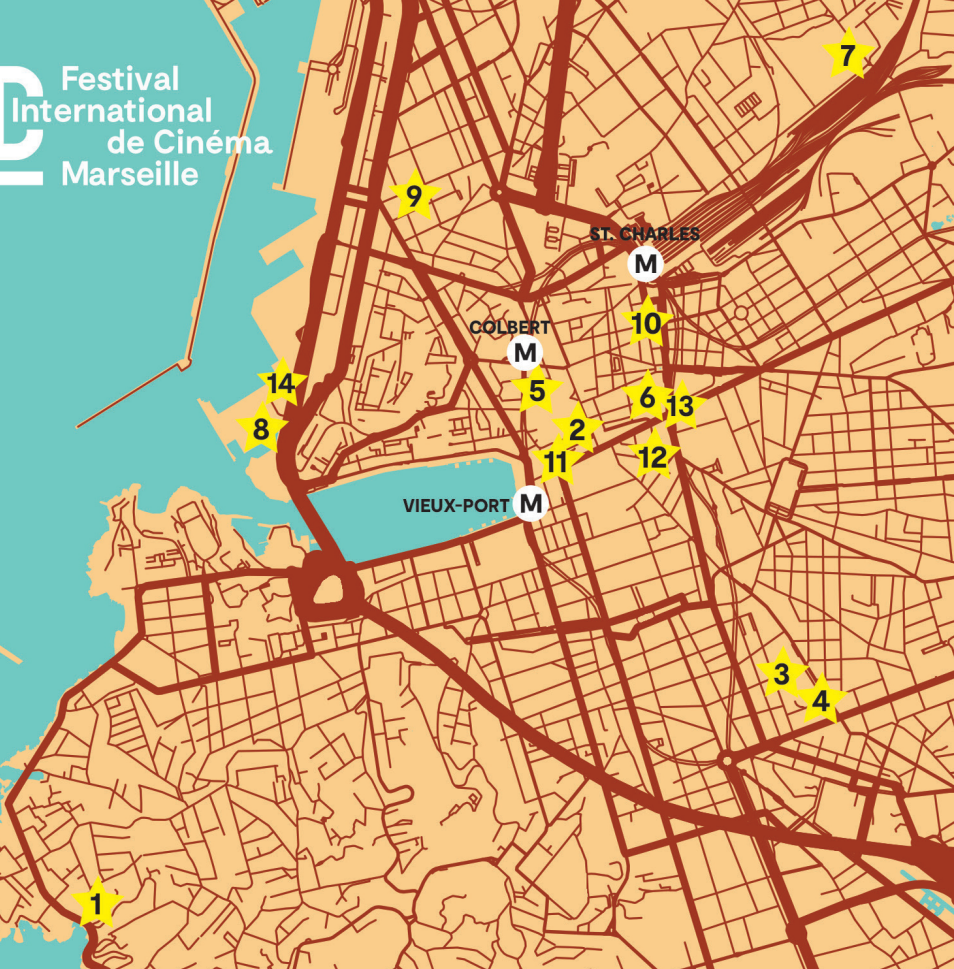 Festival
International
de Cinéma
Marseille
7
9
ST. CHARLES
M
10
COLBERT
M
14
5
6
13
8
2
11
12
VIEUX-PORT
M
3
4
1